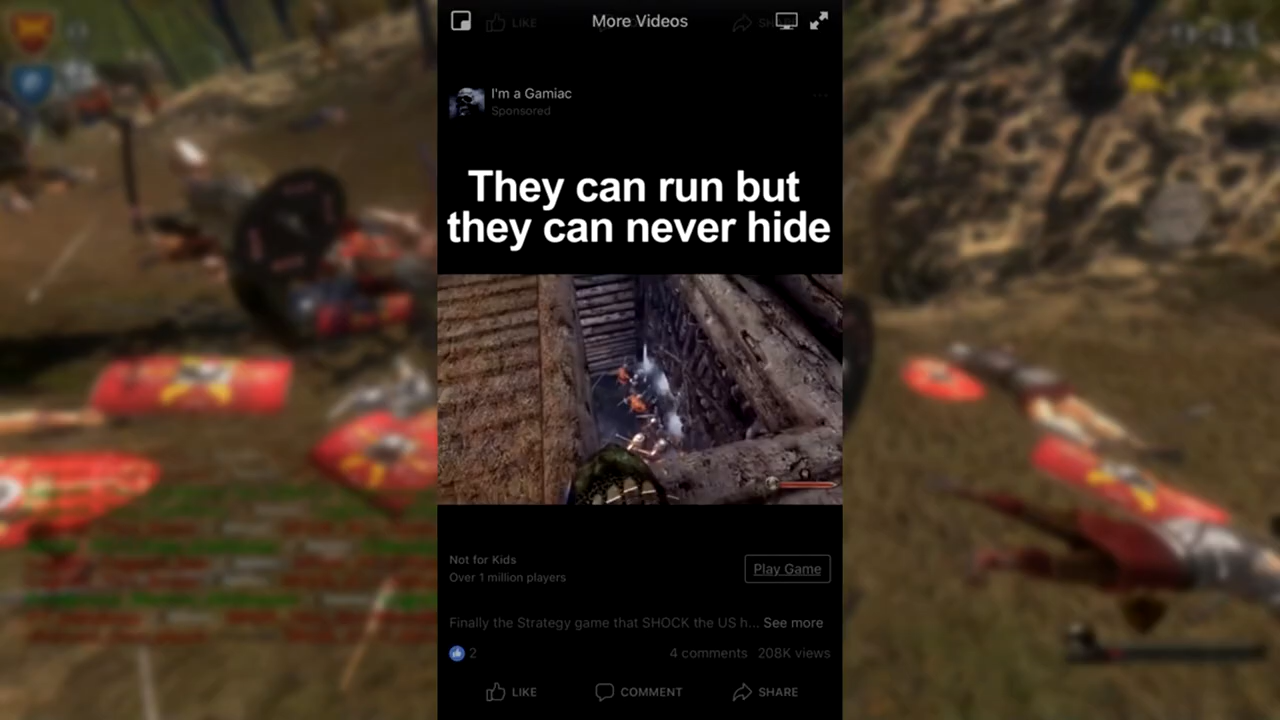 LIKE
More Videos
I'm a Gamiac
Sponsored
They can run but
they can never hide
Not for Kids
Over 1 million players
Play Game
Finally the Strategy game that SHOCK the US h... See more
2
4 comments 208K views
LIKE COMMENT SHARE